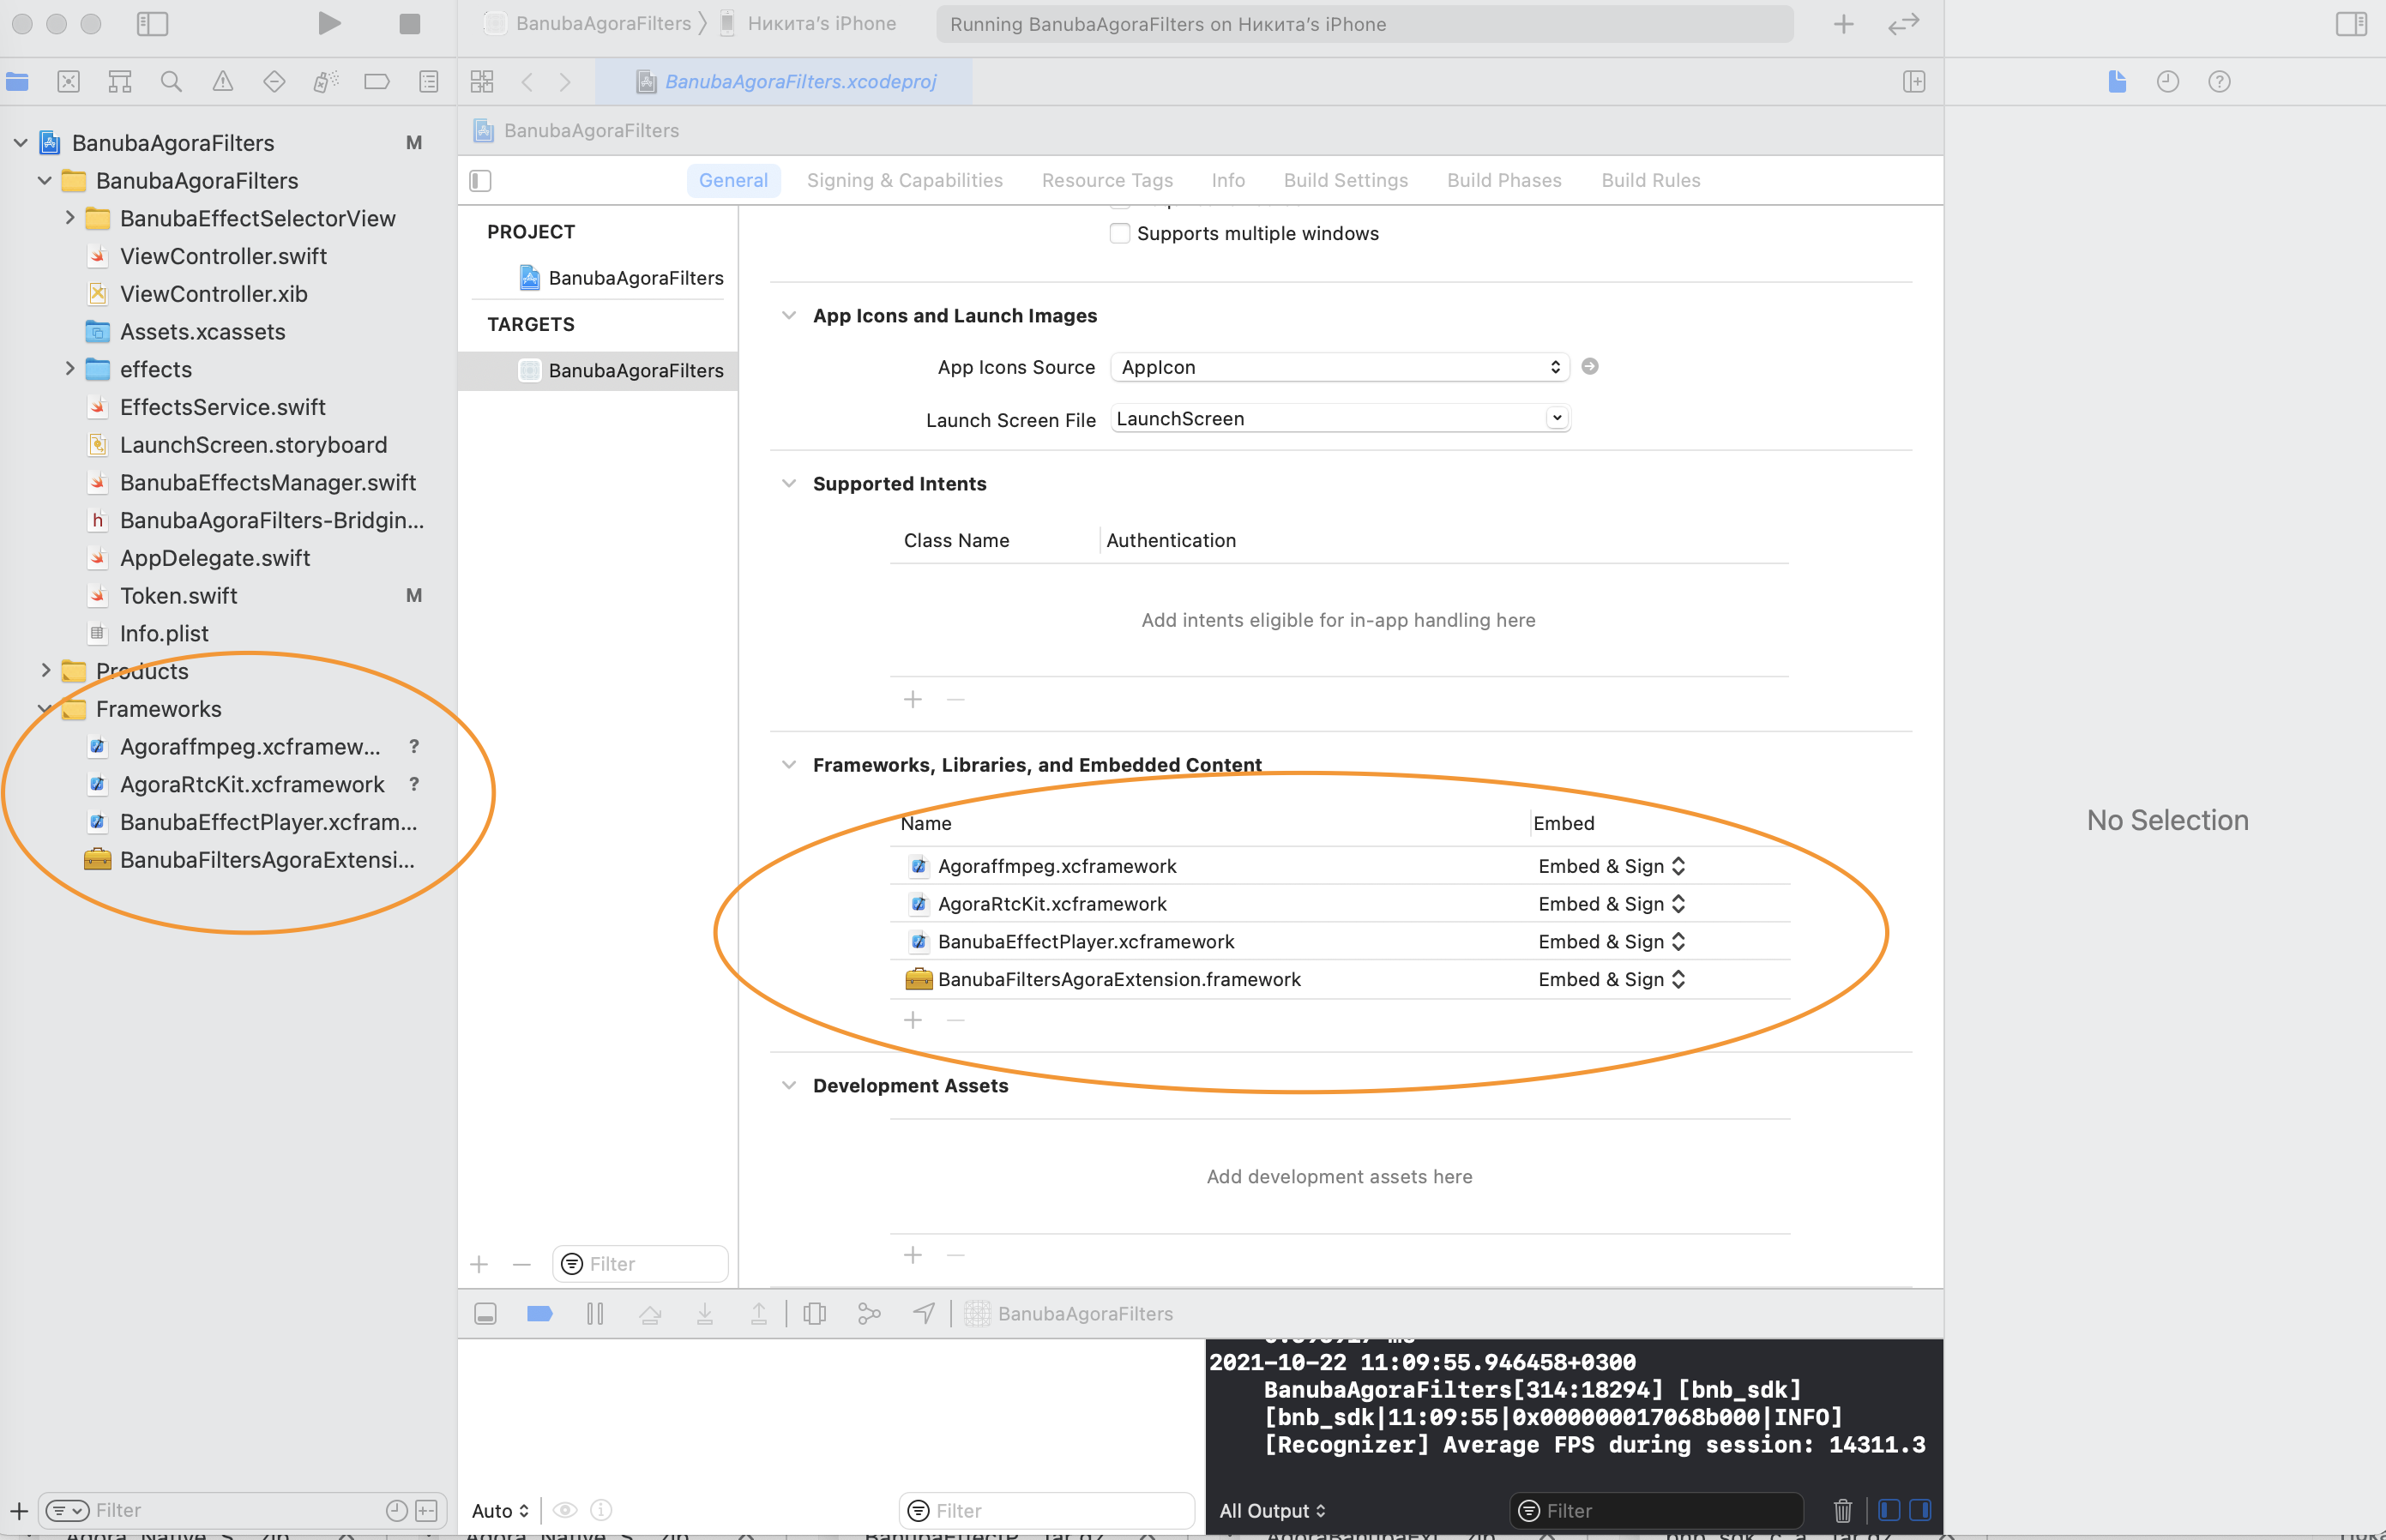 BanubaAgoraFilters 〉 Никита's iPhone
Running BanubaAgoraFilters on Никита's iPhone
BanubaAgoraFilters.xcodeproj
BanubaAgoraFilters M
BanubaAgoraFilters
BanubaEffectSelectorView
ViewController.swift
ViewController.xib
Assets.xcassets
effects
EffectsService.swift
LaunchScreen.storyboard
BanubaEffectsManager.swift
BanubaAgoraFilters-Bridgin...
AppDelegate.swift
Token.swift M
Info.plist
Products
Frameworks
Agoraffmpeg.xcframew... ?
AgoraRtcKit.xcframework ?
BanubaEffectPlayer.xcfram...
BanubaFiltersAgoraExtensi...
Filter
BanubaAgoraFilters
General Signing & Capabilities Resource Tags Info Build Settings Build Phases Build Rules
PROJECT
BanubaAgoraFilters
TARGETS
BanubaAgoraFilters
Filter
Supports multiple windows
App Icons and Launch Images
App Icons Source AppIcon
Launch Screen File LaunchScreen
Supported Intents
Class Name Authentication
Add intents eligible for in-app handling here
Frameworks, Libraries, and Embedded Content
Name Embed
Agoraffmpeg.xcframework Embed & Sign
AgoraRtcKit.xcframework Embed & Sign
BanubaEffectPlayer.xcframework Embed & Sign
BanubaFiltersAgoraExtension.framework Embed & Sign
Development Assets
Add development assets here
No Selection
BanubaAgoraFilters
2021-10-22 11:09:55.946458+0300
BanubaAgoraFilters[314:18294] [bnb_sdk]
[bnb_sdk|11:09:55|0x000000017068b000|INFO]
[Recognizer] Average FPS during session: 14311.3
Auto Filter
All Output Filter